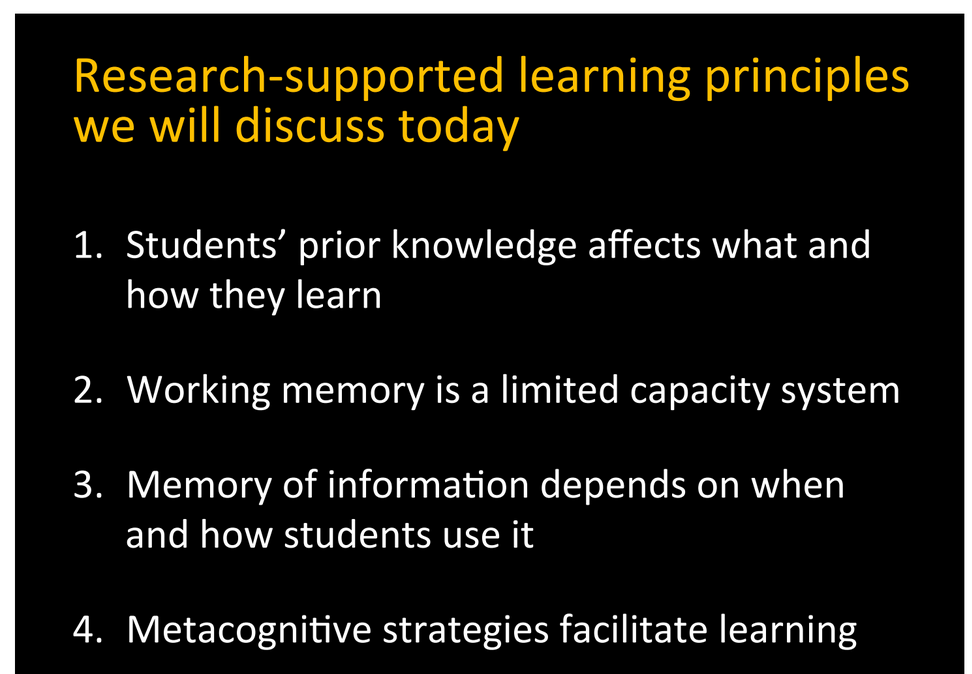 Research-supported learning principles
we will discuss today
1. Students’ prior knowledge affects what and
how they learn
2. Working memory is a limited capacity system
3. Memory of information depends on when
and how students use it
4. Metacognitive strategies facilitate learning